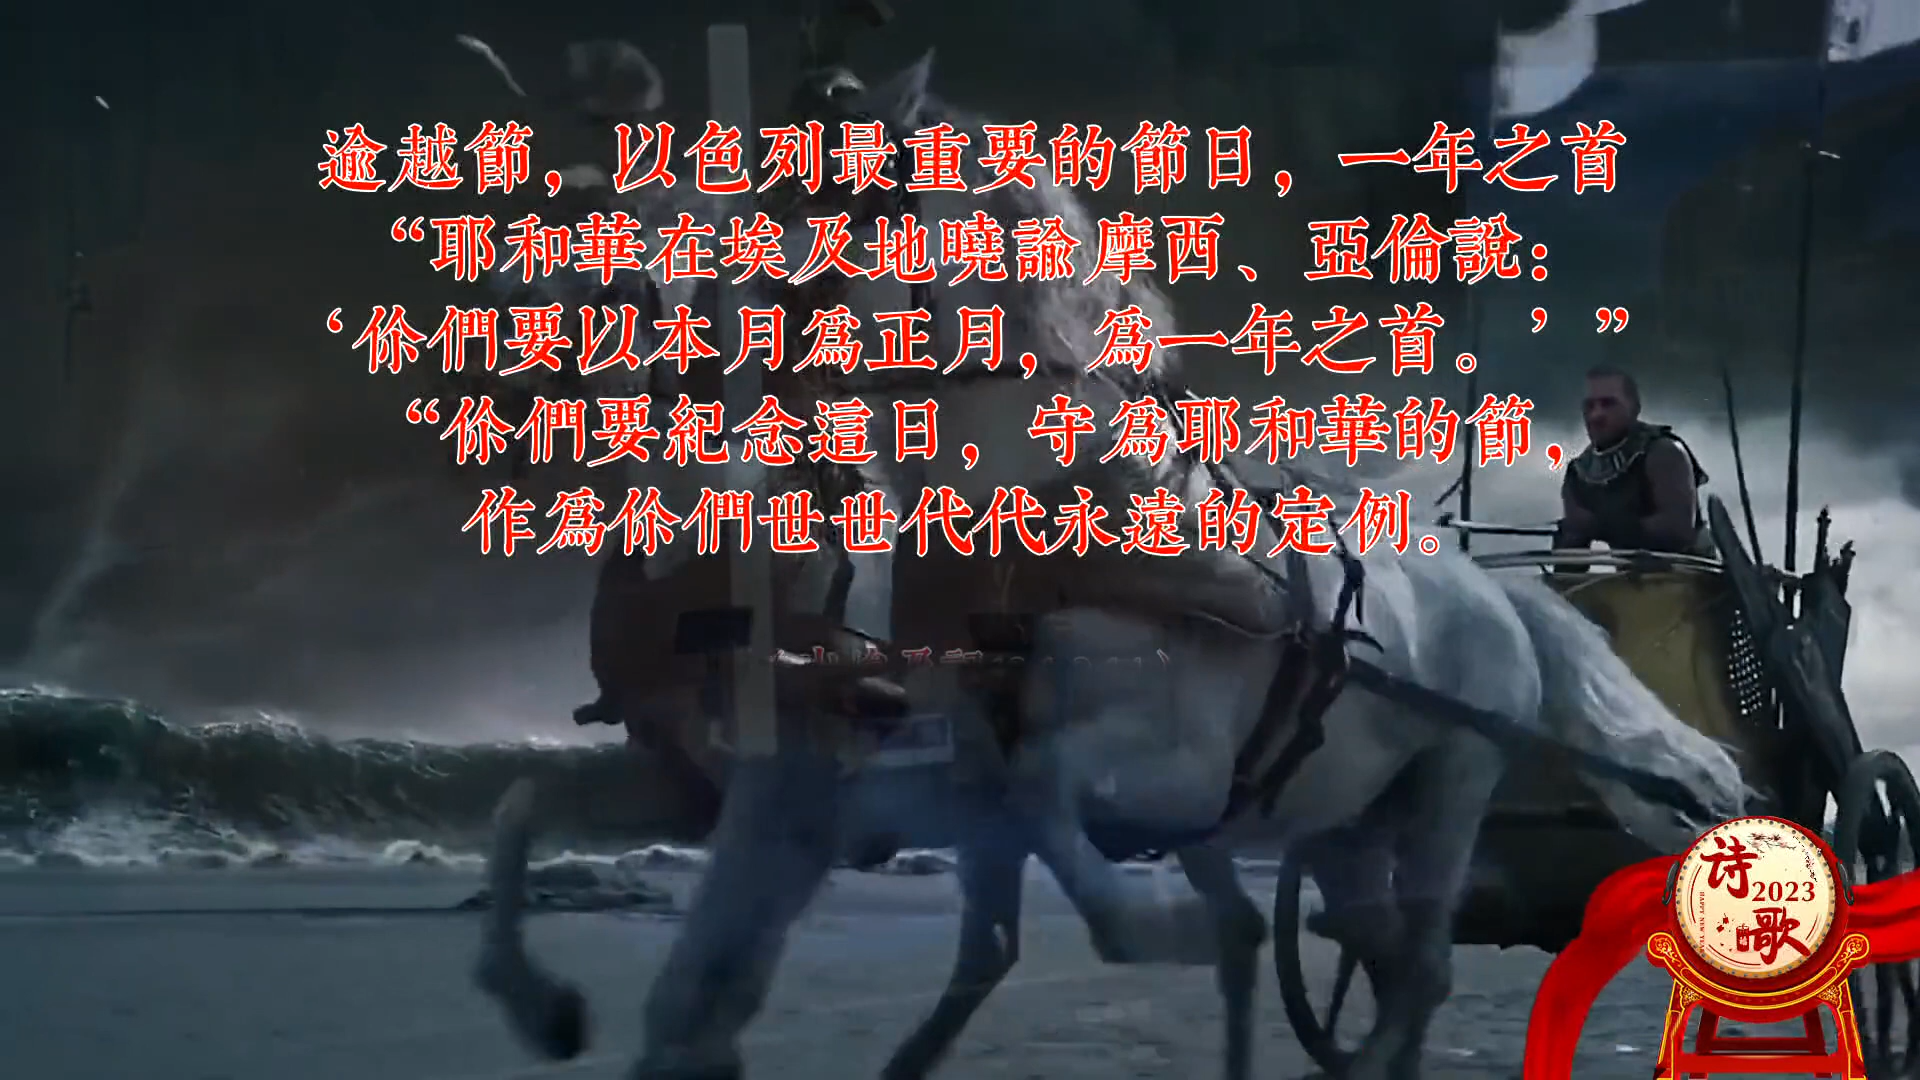 逾越節，以色列最重要的節日，一年之首
“耶和華在埃及地曉諭摩西、亞倫說：
‘你們要以本月爲正月，爲一年之首。’”
“你們要紀念這日，守爲耶和華的節，
作爲你們世世代代永遠的定例。
诗
2023
歌
HAPPY NEW YEAR